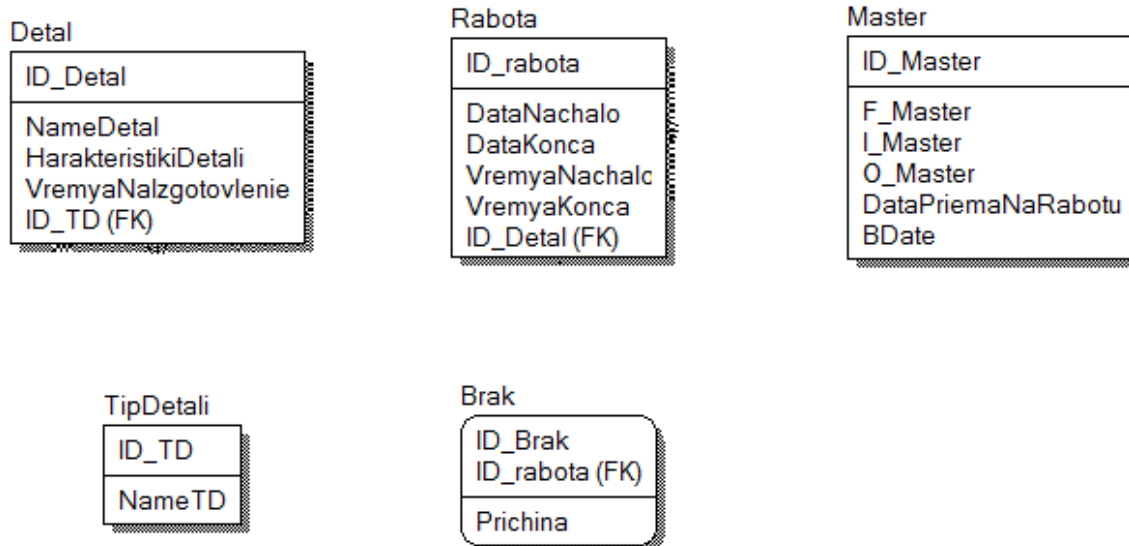 Detal
ID_Detal
NameDetal
HarakteristikiDetali
VremyaNaIzgotovlenie
ID_TD (FK)
Rabota
ID_rabota
DataNachalo
DataKonca
VremyaNachalo
VremyaKonca
ID_Detal (FK)
Master
ID_Master
F_Master
I_Master
O_Master
DataPriemaNaRabotu
BDate
TipDetali
ID_TD
NameTD
Brak
ID_Brak
ID_rabota (FK)
Prichina